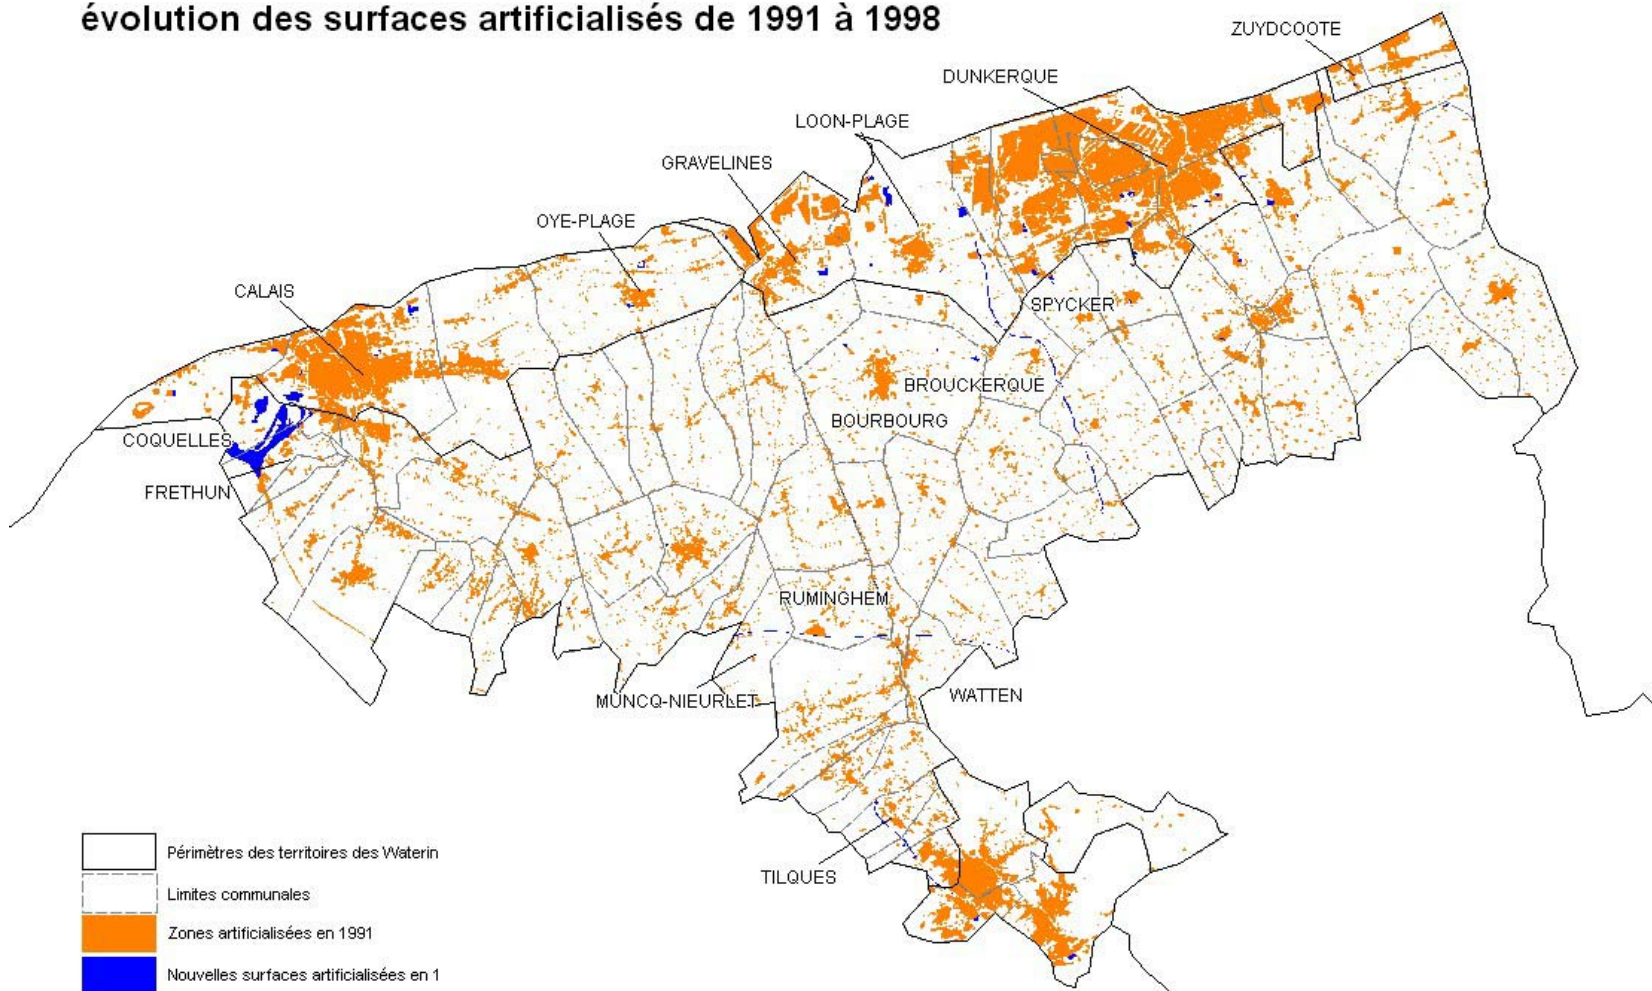 évolution des surfaces artificialisés de 1991 à 1998
ZUYDCOOTE
DUNKERQUE
LOON-PLAGE
GRAVELINES
OYE-PLAGE
CALAIS
SPYCKER
BROUCKERQUE
BOURBOURG
COQUELLES
FRETHUN
RUMINGHEM
MUNCQ-NIEURLET
WATTEN
TILQUES
Périmètres des territoires des Waterin
Limites communales
Zones artificialisées en 1991
Nouvelles surfaces artificialisées en 1